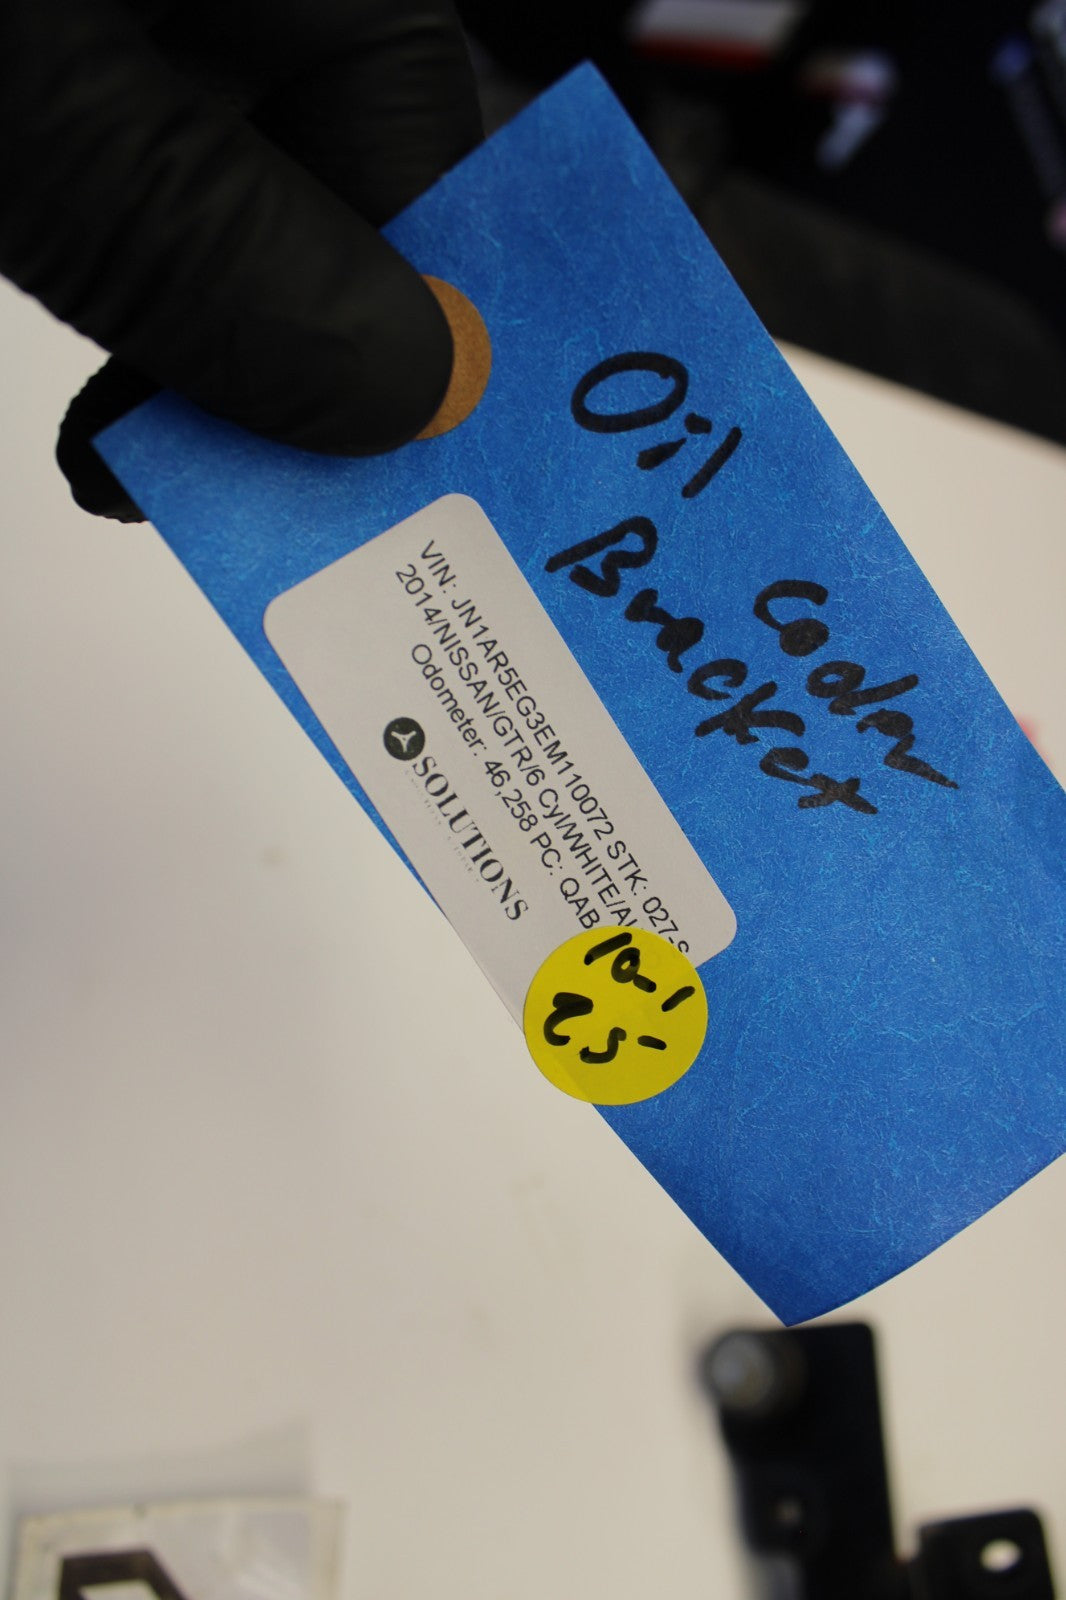 Oil
Cooler
Bracket
VIN: JN1AR5EG3EM110072 STK: 027-S
2014/NISSAN/GTR/6 Cyl/WHITE/
Odometer: 46,258 PC: QAB
SOLUTIONS
10-1
25